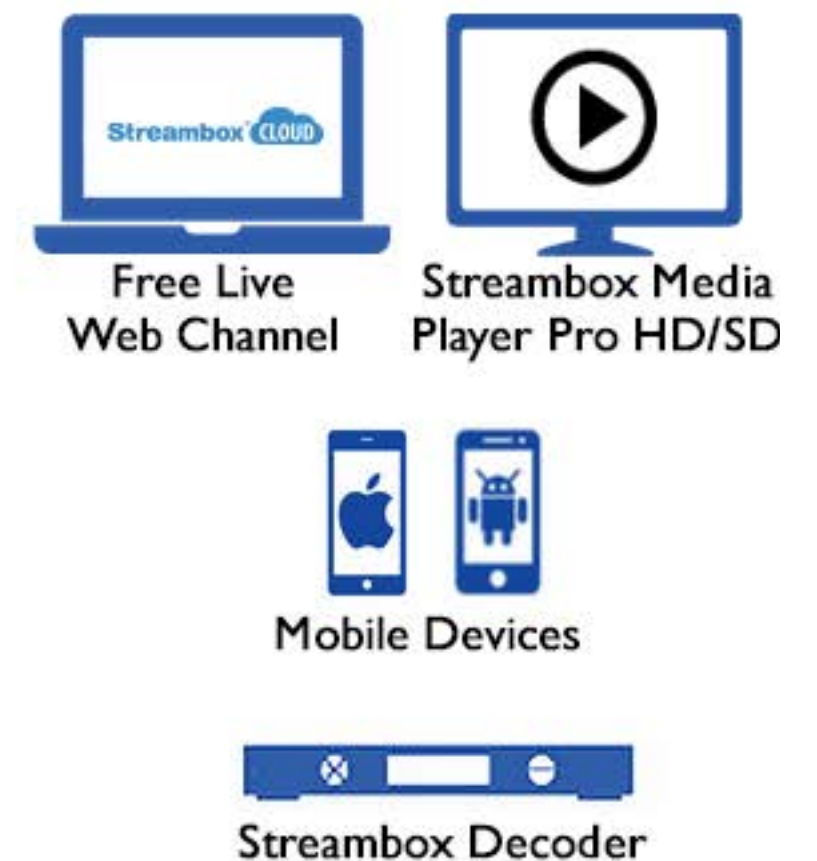 Streambox® CLOUD
Free Live
Web Channel
Streambox Media
Player Pro HD/SD
Mobile Devices
Streambox Decoder